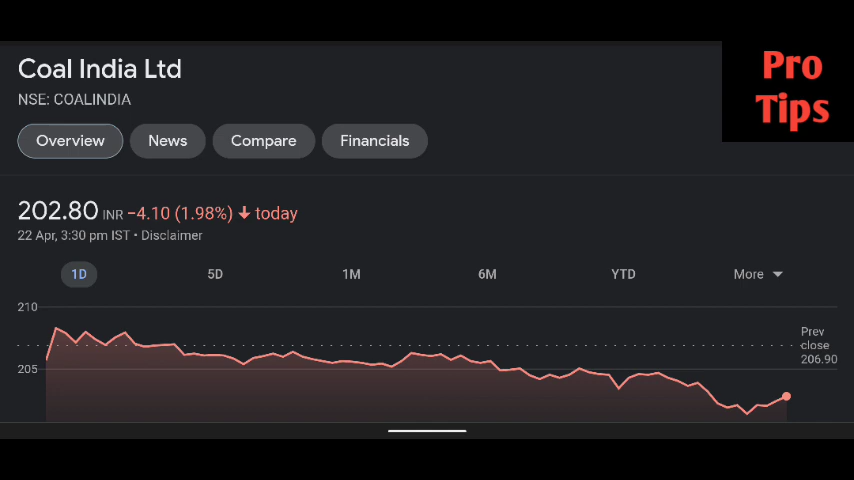 Coal India Ltd
NSE: COALINDIA
Pro
Tips
Overview
News
Compare
Financials
202.80 INR −4.10 (1.98%) ↓ today
22 Apr, 3:30 pm IST • Disclaimer
1D
5D
1M
6M
YTD
More
210
205
Prev
close
206.90